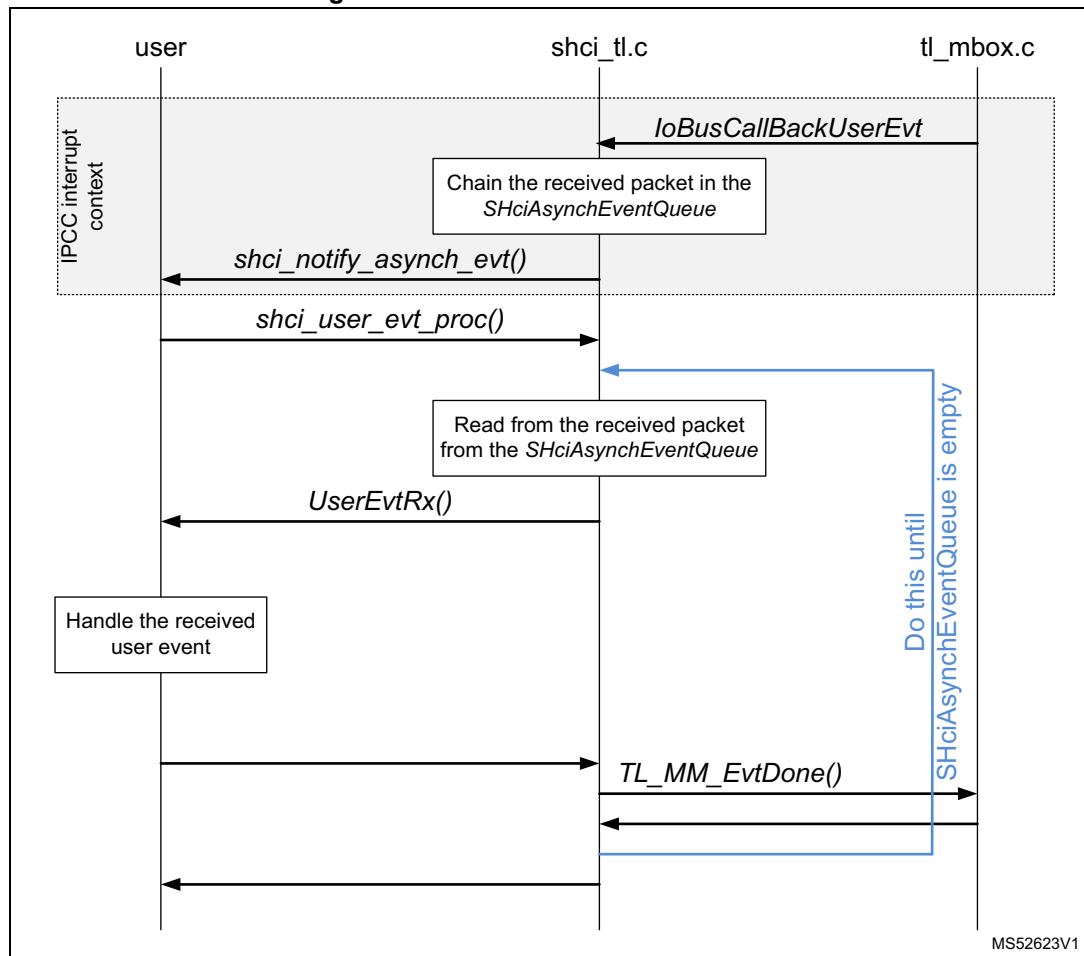 user
shci_tl.c
tl_mbox.c
IPCC interrupt
context
IoBusCallBackUserEvt
Chain the received packet in the
SHciAsynchEventQueue
shci_notify_asynch_evt()
shci_user_evt_proc()
Read from the received packet
from the SHciAsynchEventQueue
UserEvtRx()
Do this until
SHciAsynchEventQueue is empty
Handle the received
user event
TL_MM_EvtDone()
MS52623V1